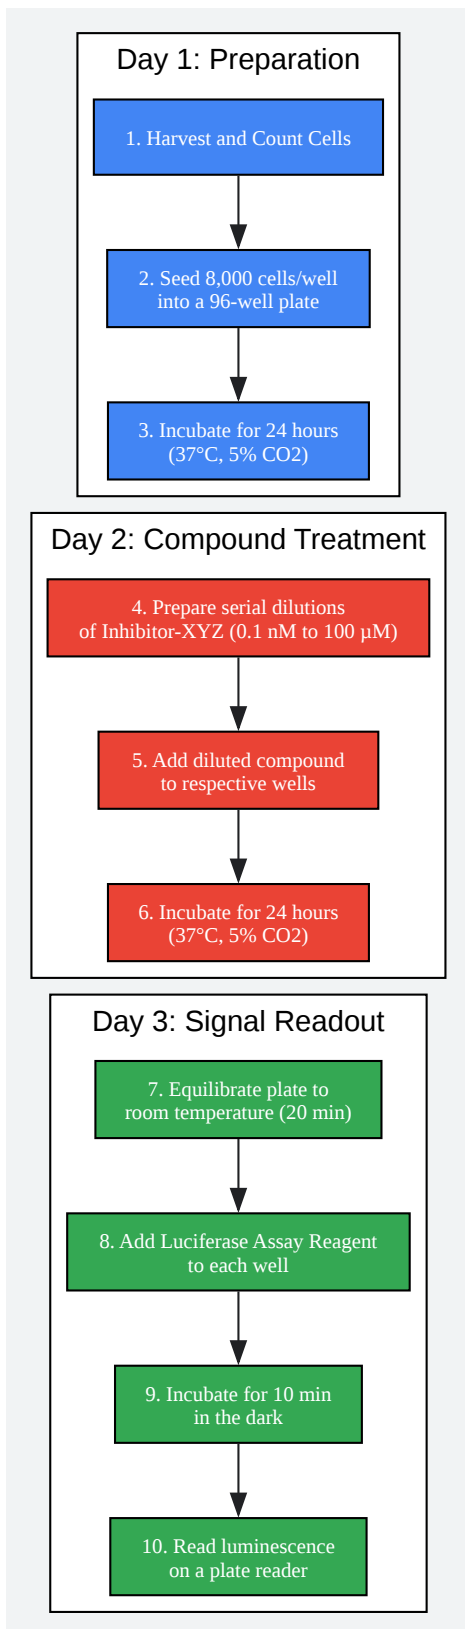 Day 1: Preparation
1. Harvest and Count Cells
2. Seed 8,000 cells/well
into a 96-well plate
3. Incubate for 24 hours
(37°C, 5% CO2)
Day 2: Compound Treatment
4. Prepare serial dilutions
of Inhibitor-XYZ (0.1 nM to 100 µM)
5. Add diluted compound
to respective wells
6. Incubate for 24 hours
(37°C, 5% CO2)
Day 3: Signal Readout
7. Equilibrate plate to
room temperature (20 min)
8. Add Luciferase Assay Reagent
to each well
9. Incubate for 10 min
in the dark
10. Read luminescence
on a plate reader